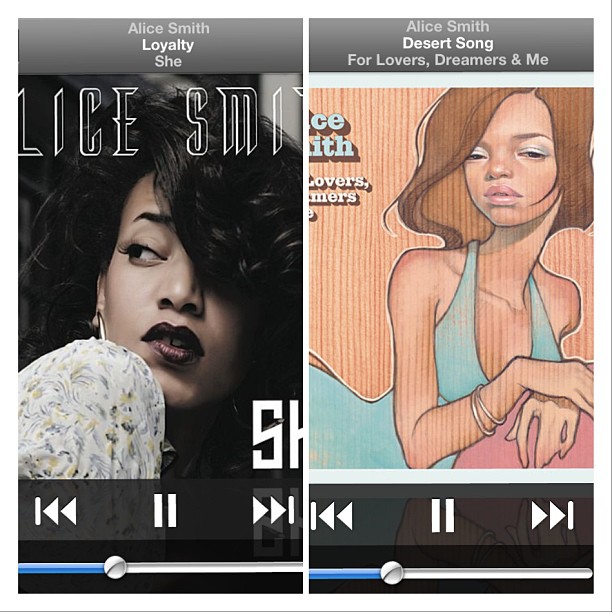 Alice Smith
Loyalty
She
LICE SMI
SH
Alice Smith
Desert Song
For Lovers, Dreamers & Me
ce
ith
Lovers,
mers
e